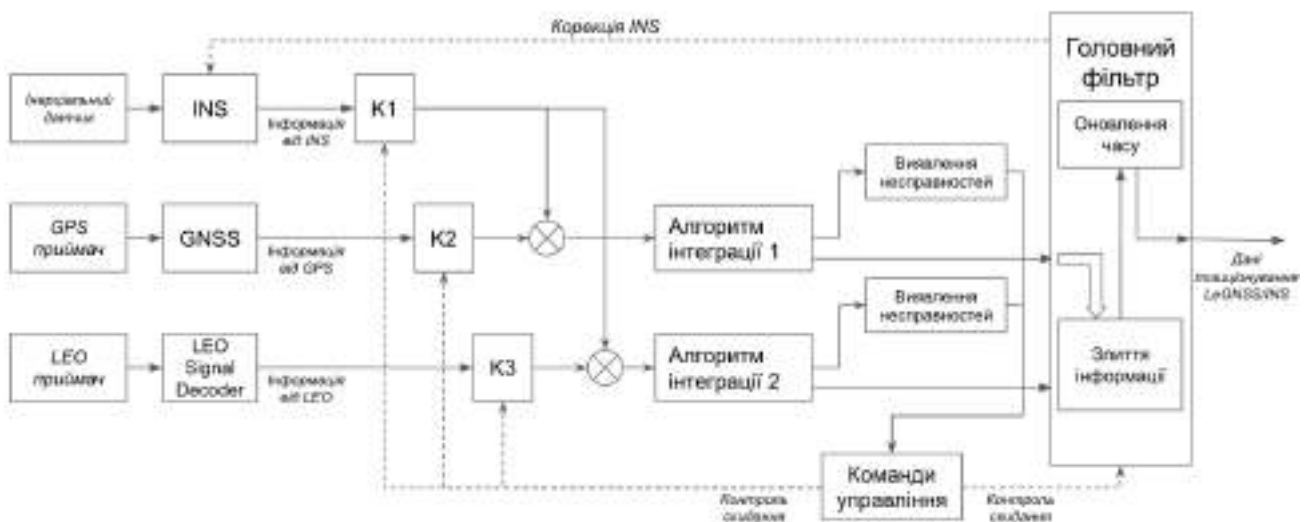 Корекція INS
Головний
фільтр
Інерціальний
датчик
INS
Інформація
від INS
K1
Оновлення
часу
Виявлення
несправностей
GPS
приймач
GNSS
Інформація
від GPS
K2
Алгоритм
інтеграції 1
Дані
позиціонування
LeGNSS/INS
Виявлення
несправностей
LEO
приймач
LEO
Signal
Decoder
Інформація
від LEO
K3
Алгоритм
інтеграції 2
Злиття
інформації
Команди
управління
Контроль
скидання
Контроль
скидання